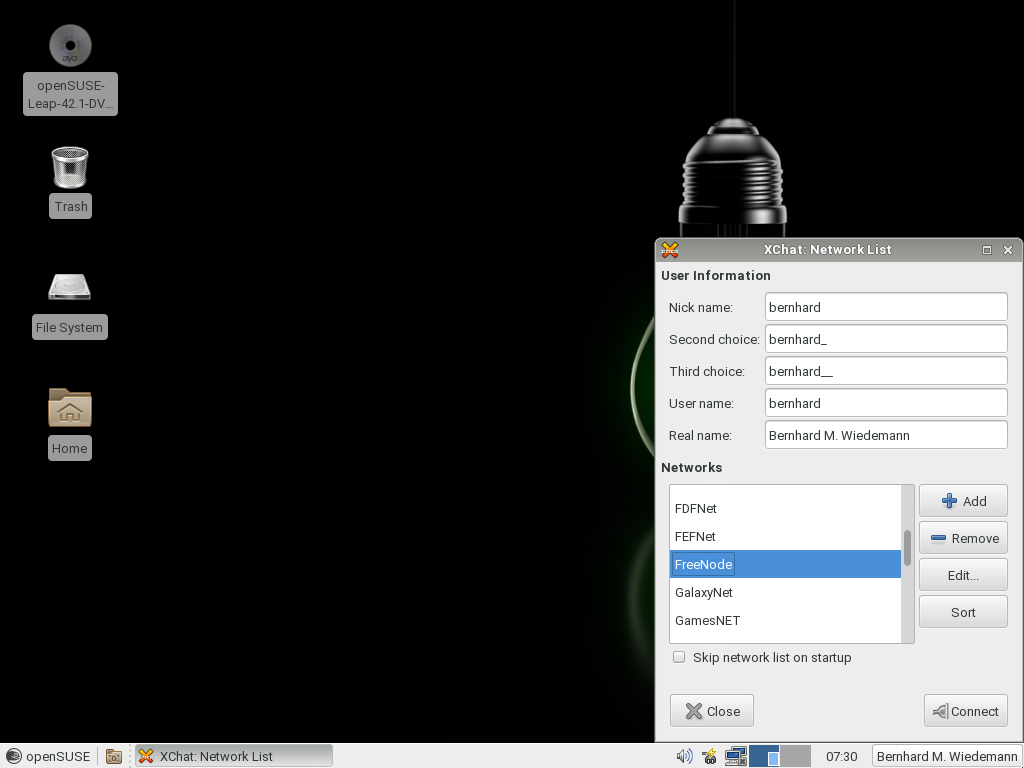 openSUSE-
Leap-42.1-DV...
Trash
File System
Home
XChat: Network List
User Information
Nick name: bernhard
Second choice: bernhard_
Third choice: bernhard__
User name: bernhard
Real name: Bernhard M. Wiedemann
Networks
FDFNet
FEFNet
FreeNode
GalaxyNet
GamesNET
Add
Remove
Edit...
Sort
Skip network list on startup
Close
Connect
openSUSE
XChat: Network List
07:30
Bernhard M. Wiedemann